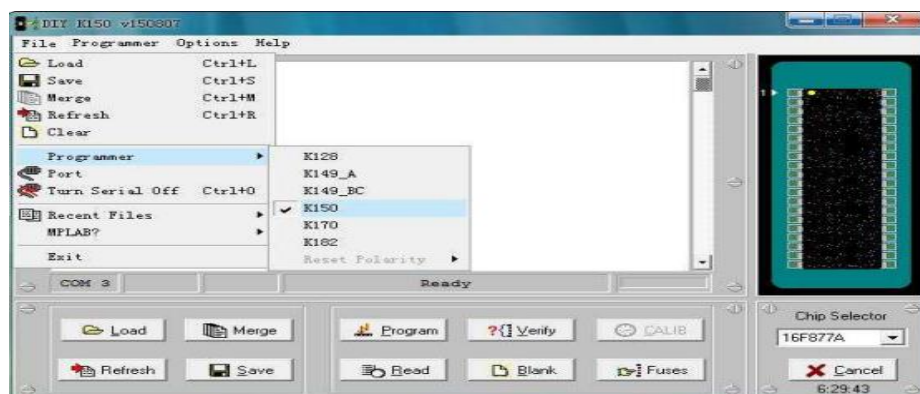 DIY K150 v150807
File Programmer Options Help
Load Ctrl+L
Save Ctrl+S
Merge Ctrl+M
Refresh Ctrl+R
Clear
Programmer
Port
Turn Serial Off Ctrl+O
Recent Files
MPLAB?
Exit
K128
K149_A
K149_BC
K150
K170
K182
Reset Polarity
COM 3 Ready
1
Load Merge Program Verify CALIB
Refresh Save Read Blank Fuses
Chip Selector
16F877A
Cancel
6:29:43